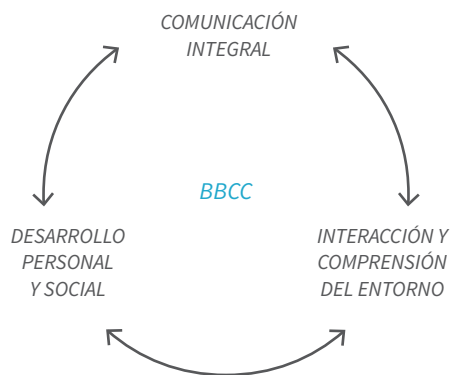 COMUNICACIÓN
INTEGRAL
BBCC
DESARROLLO
PERSONAL
Y SOCIAL
INTERACCIÓN Y
COMPRENSIÓN
DEL ENTORNO